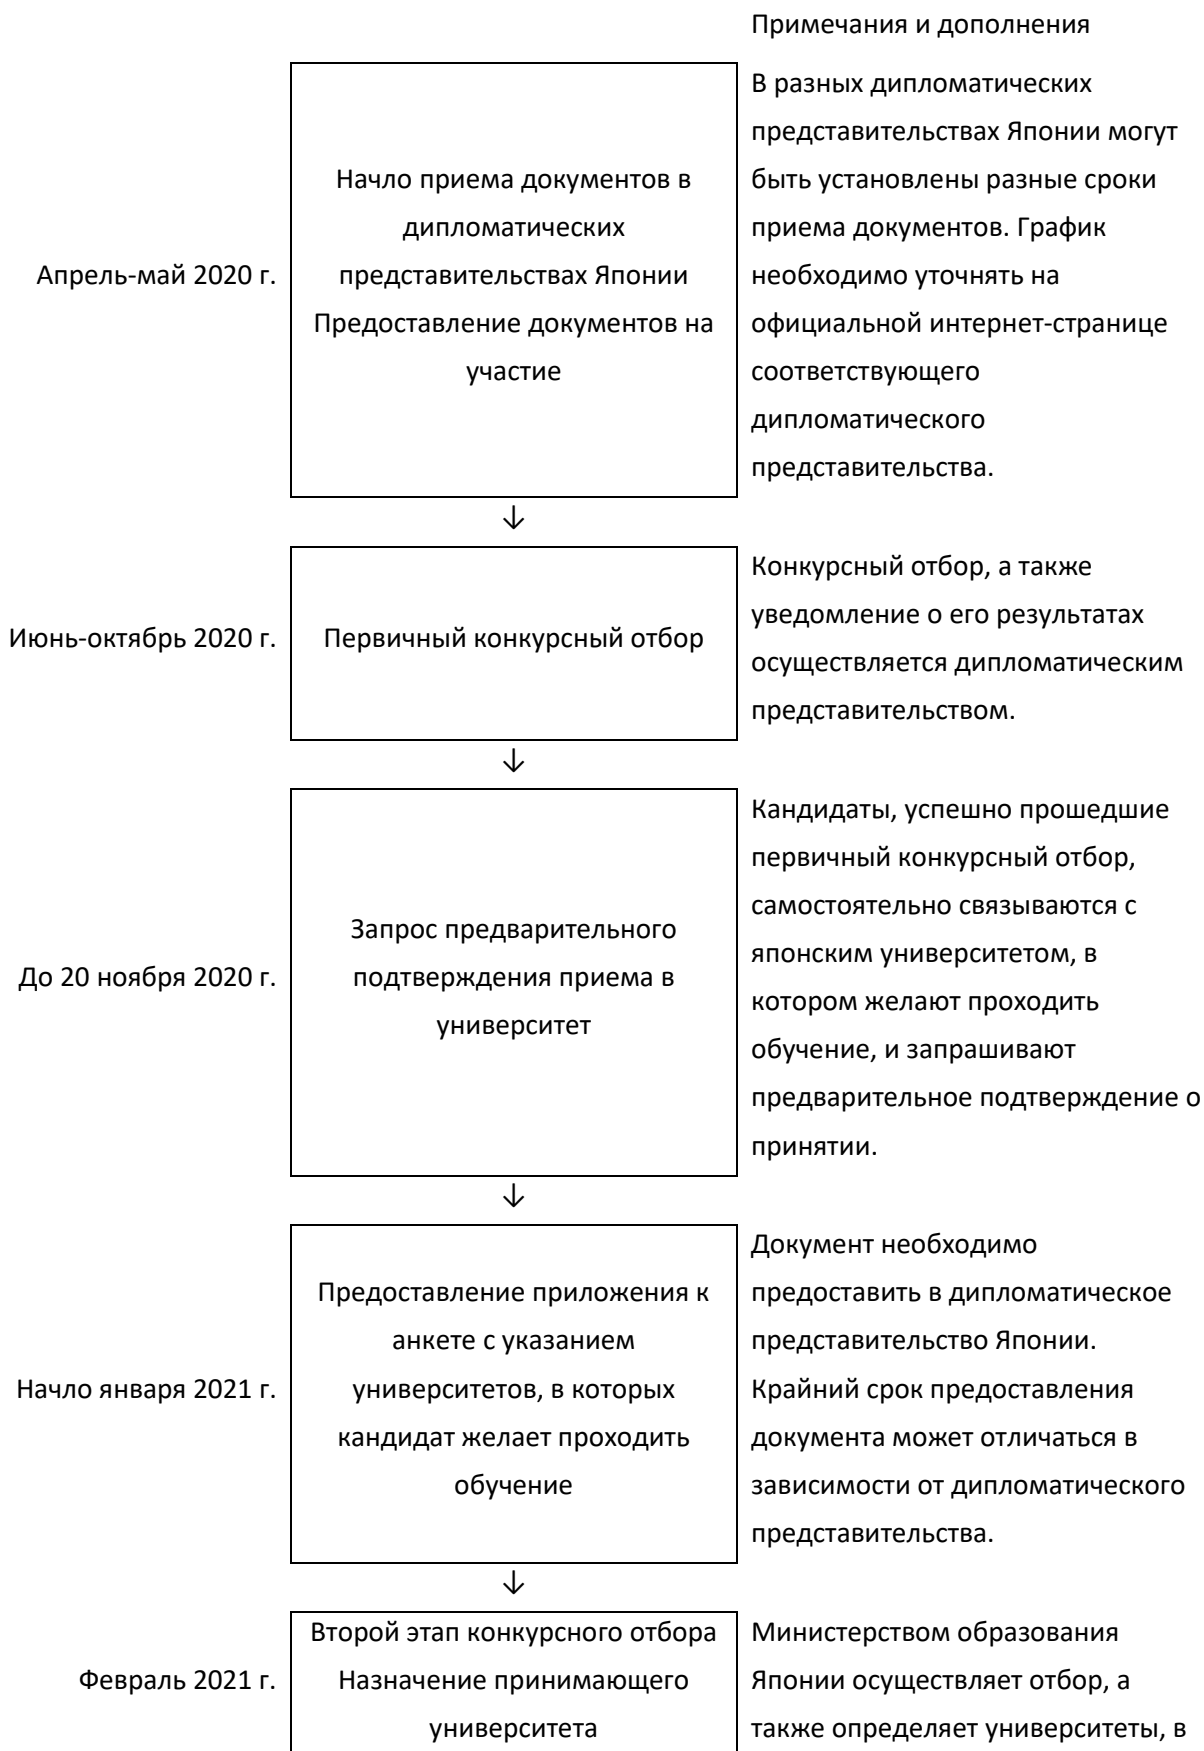 Примечания и дополнения
Апрель-май 2020 г.
Начло приема документов в
дипломатических
представительствах Японии
Предоставление документов на
участие
В разных дипломатических
представительствах Японии могут
быть установлены разные сроки
приема документов. График
необходимо уточнять на
официальной интернет-странице
соответствующего
дипломатического
представительства.
↓
Июнь-октябрь 2020 г.
Первичный конкурсный отбор
Конкурсный отбор, а также
уведомление о его результатах
осуществляется дипломатическим
представительством.
↓
До 20 ноября 2020 г.
Запрос предварительного
подтверждения приема в
университет
Кандидаты, успешно прошедшие
первичный конкурсный отбор,
самостоятельно связываются с
японским университетом, в
котором желают проходить
обучение, и запрашивают
предварительное подтверждение о
принятии.
↓
Начло января 2021 г.
Предоставление приложения к
анкете с указанием
университетов, в которых
кандидат желает проходить
обучение
Документ необходимо
предоставить в дипломатическое
представительство Японии.
Крайний срок предоставления
документа может отличаться в
зависимости от дипломатического
представительства.
↓
Февраль 2021 г.
Второй этап конкурсного отбора
Назначение принимающего
университета
Министерством образования
Японии осуществляет отбор, а
также определяет университеты, в